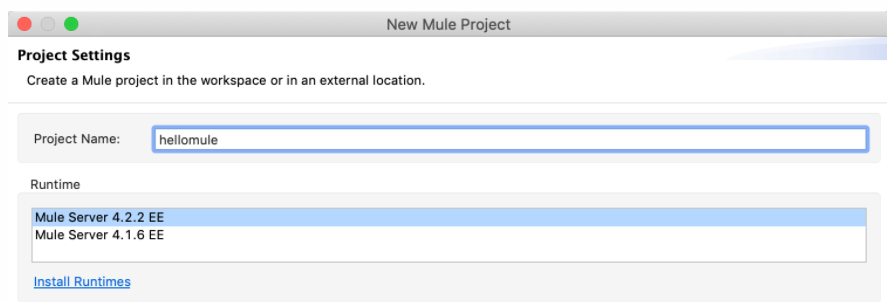 New Mule Project
Project Settings
Create a Mule project in the workspace or in an external location.
Project Name: hellomule
Runtime
Mule Server 4.2.2 EE
Mule Server 4.1.6 EE
Install Runtimes